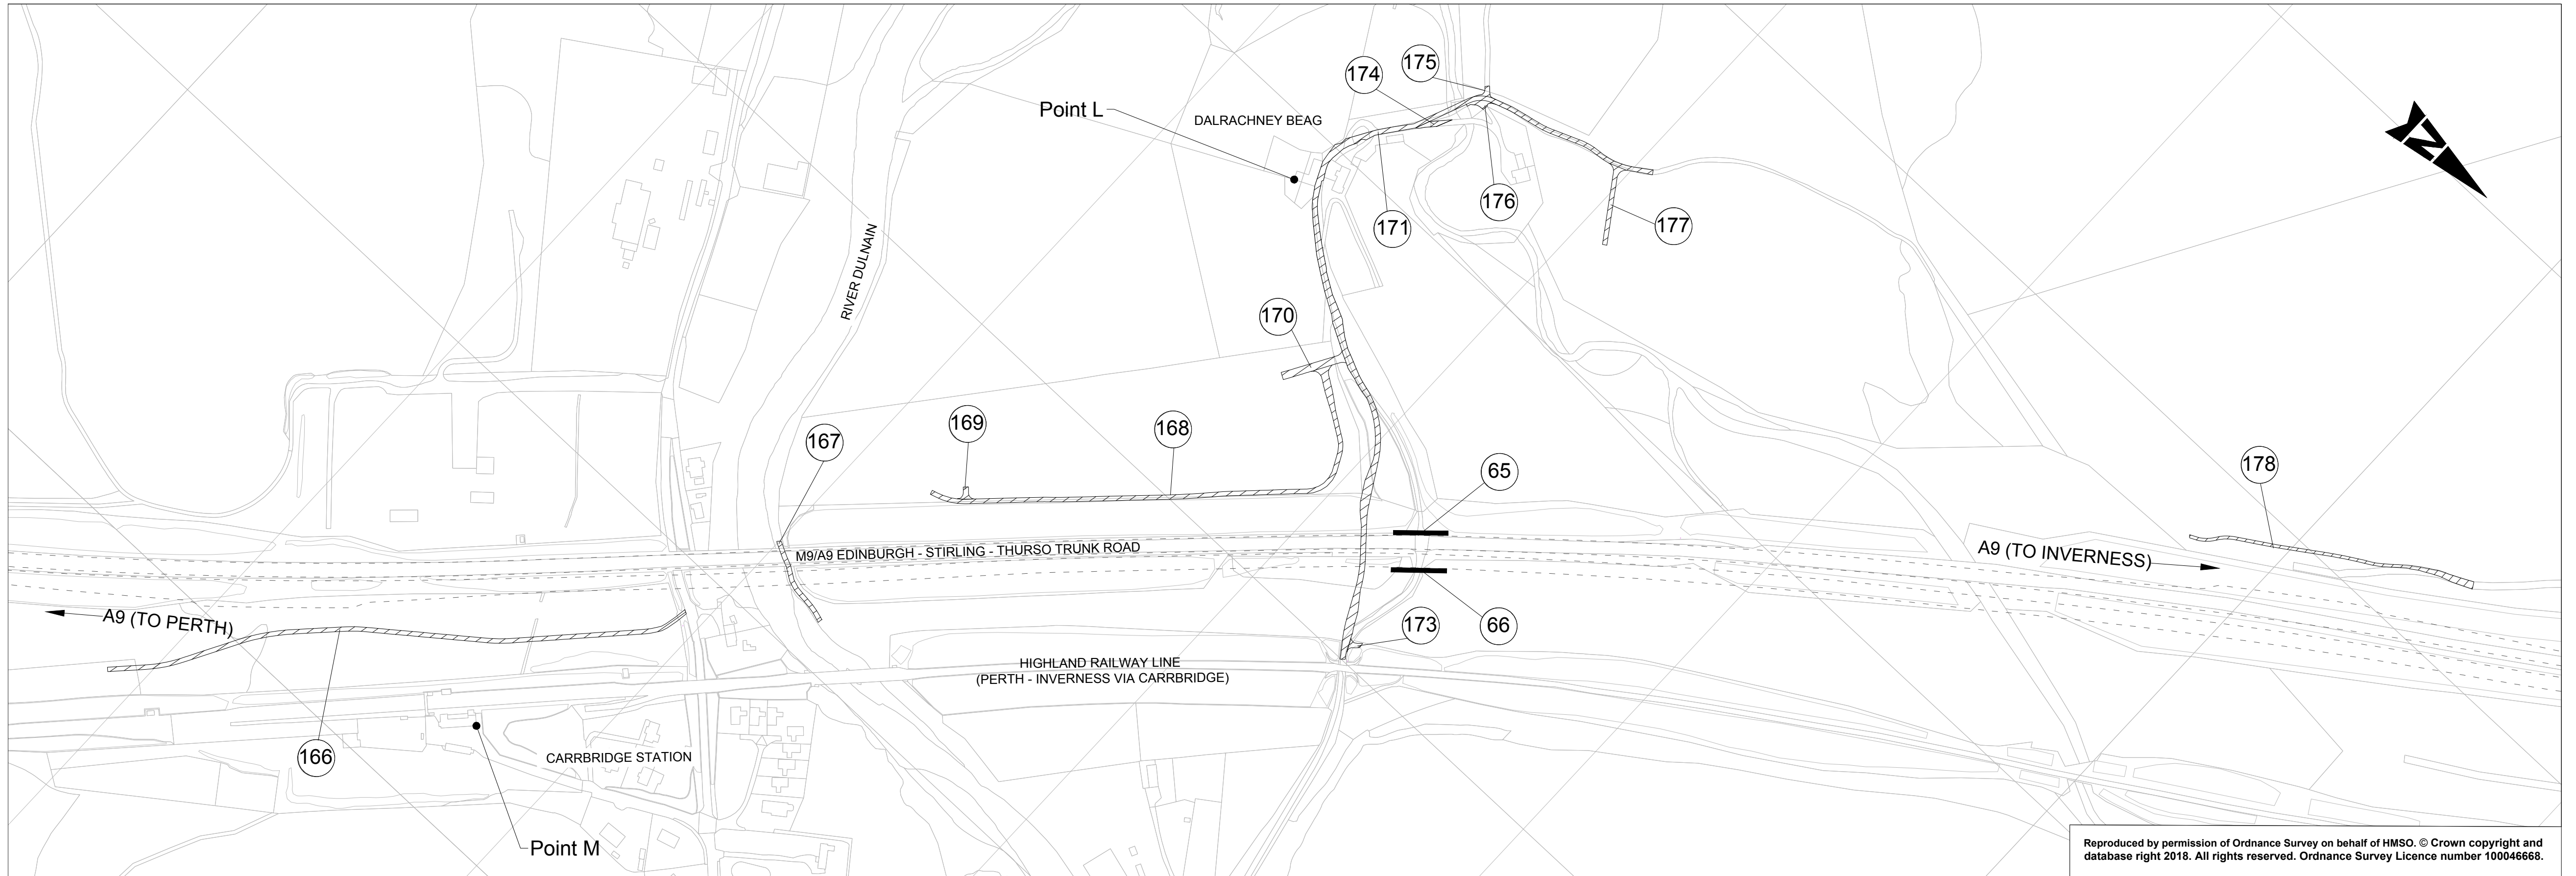 175
174
Point L
DALRACHNEY BEAG
N
176
177
171
RIVER DULNAIN
170
169
168
167
65
178
M9/A9 EDINBURGH - STIRLING - THURSO TRUNK ROAD
A9 (TO INVERNESS)
A9 (TO PERTH)
173
66
HIGHLAND RAILWAY LINE
(PERTH - INVERNESS VIA CARRBRIDGE)
166
CARRBRIDGE STATION
Point M
Reproduced by permission of Ordnance Survey on behalf of HMSO. © Crown copyright and
database right 2018. All rights reserved. Ordnance Survey Licence number 100046668.